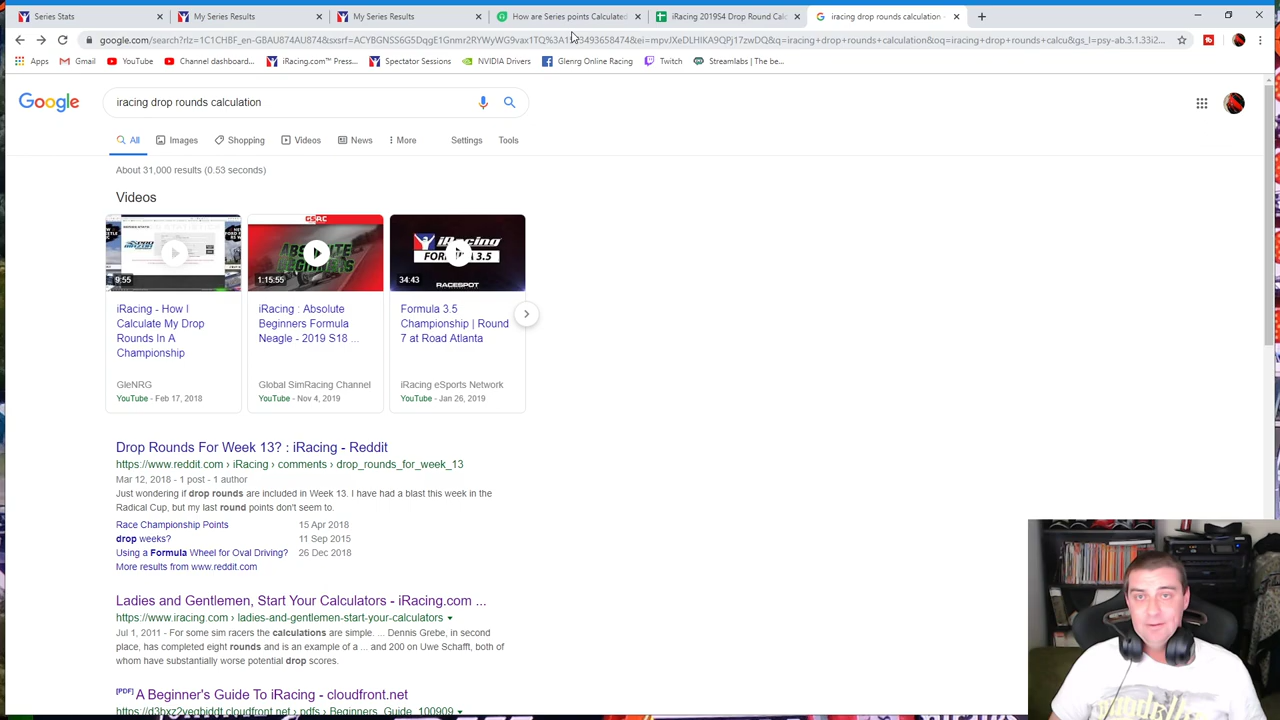 Series Stats
My Series Results
My Series Results
How are Series points Calculated
iRacing 2019S4 Drop Round Calc
iracing drop rounds calculation -
Apps
Gmail
YouTube
Channel dashboard...
iRacing.com™ Press...
Spectator Sessions
NVIDIA Drivers
Glenrg Online Racing
Twitch
Streamlabs | The be...
Google
iracing drop rounds calculation
All
Images
Shopping
Videos
News
More
Settings
Tools
About 31,000 results (0.53 seconds)
Videos
9:55
iRacing - How I
Calculate My Drop
Rounds In A
Championship
GleNRG
YouTube - Feb 17, 2018
GSRC
ABSOLUTE
BEGINNERS
1:15:55
iRacing : Absolute
Beginners Formula
Neagle - 2019 S18 ...
Global SimRacing Channel
YouTube - Nov 4, 2019
iRacing
FORMULA 3.5
RACESPOT
34:43
Formula 3.5
Championship | Round
7 at Road Atlanta
iRacing eSports Network
YouTube - Jan 26, 2019
Drop Rounds For Week 13? : iRacing - Reddit
https://www.reddit.com › iRacing › comments › drop_rounds_for_week_13
Mar 12, 2018 - 1 post - 1 author
Just wondering if drop rounds are included in Week 13. I have had a blast this week in the
Radical Cup, but my last round points don't seem to.
Race Championship Points 15 Apr 2018
drop weeks? 11 Sep 2015
Using a Formula Wheel for Oval Driving? 26 Dec 2018
More results from www.reddit.com
Ladies and Gentlemen, Start Your Calculators - iRacing.com ...
https://www.iracing.com › ladies-and-gentlemen-start-your-calculators
Jul 1, 2011 - For some sim racers the calculations are simple. ... Dennis Grebe, in second
place, has completed eight rounds and is an example of a ... and 200 on Uwe Schafft, both of
whom have substantially worse potential drop scores.
[PDF] A Beginner's Guide To iRacing - cloudfront.net